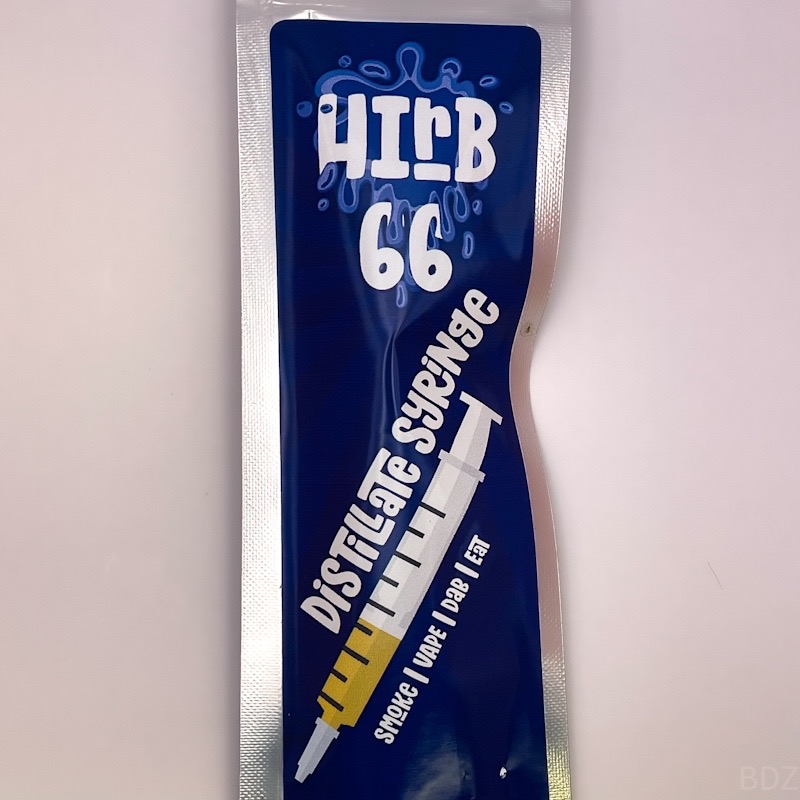 HIrB
66
DiSTiLLaTe SYRiNge
SMOKe | VAPE | DaB | EaT
BDZ